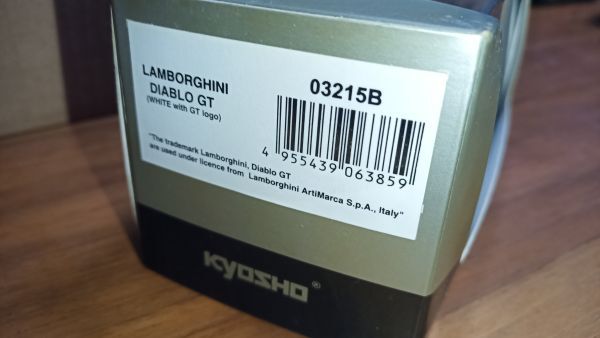 LAMBORGHINI
DIABLO GT
(WHITE with GT logo)
03215B
4 955439 063859
"The trademark Lamborghini, Diablo GT
are used under licence from Lamborghini ArtiMarca S.p.A., Italy"
KYOSHO®